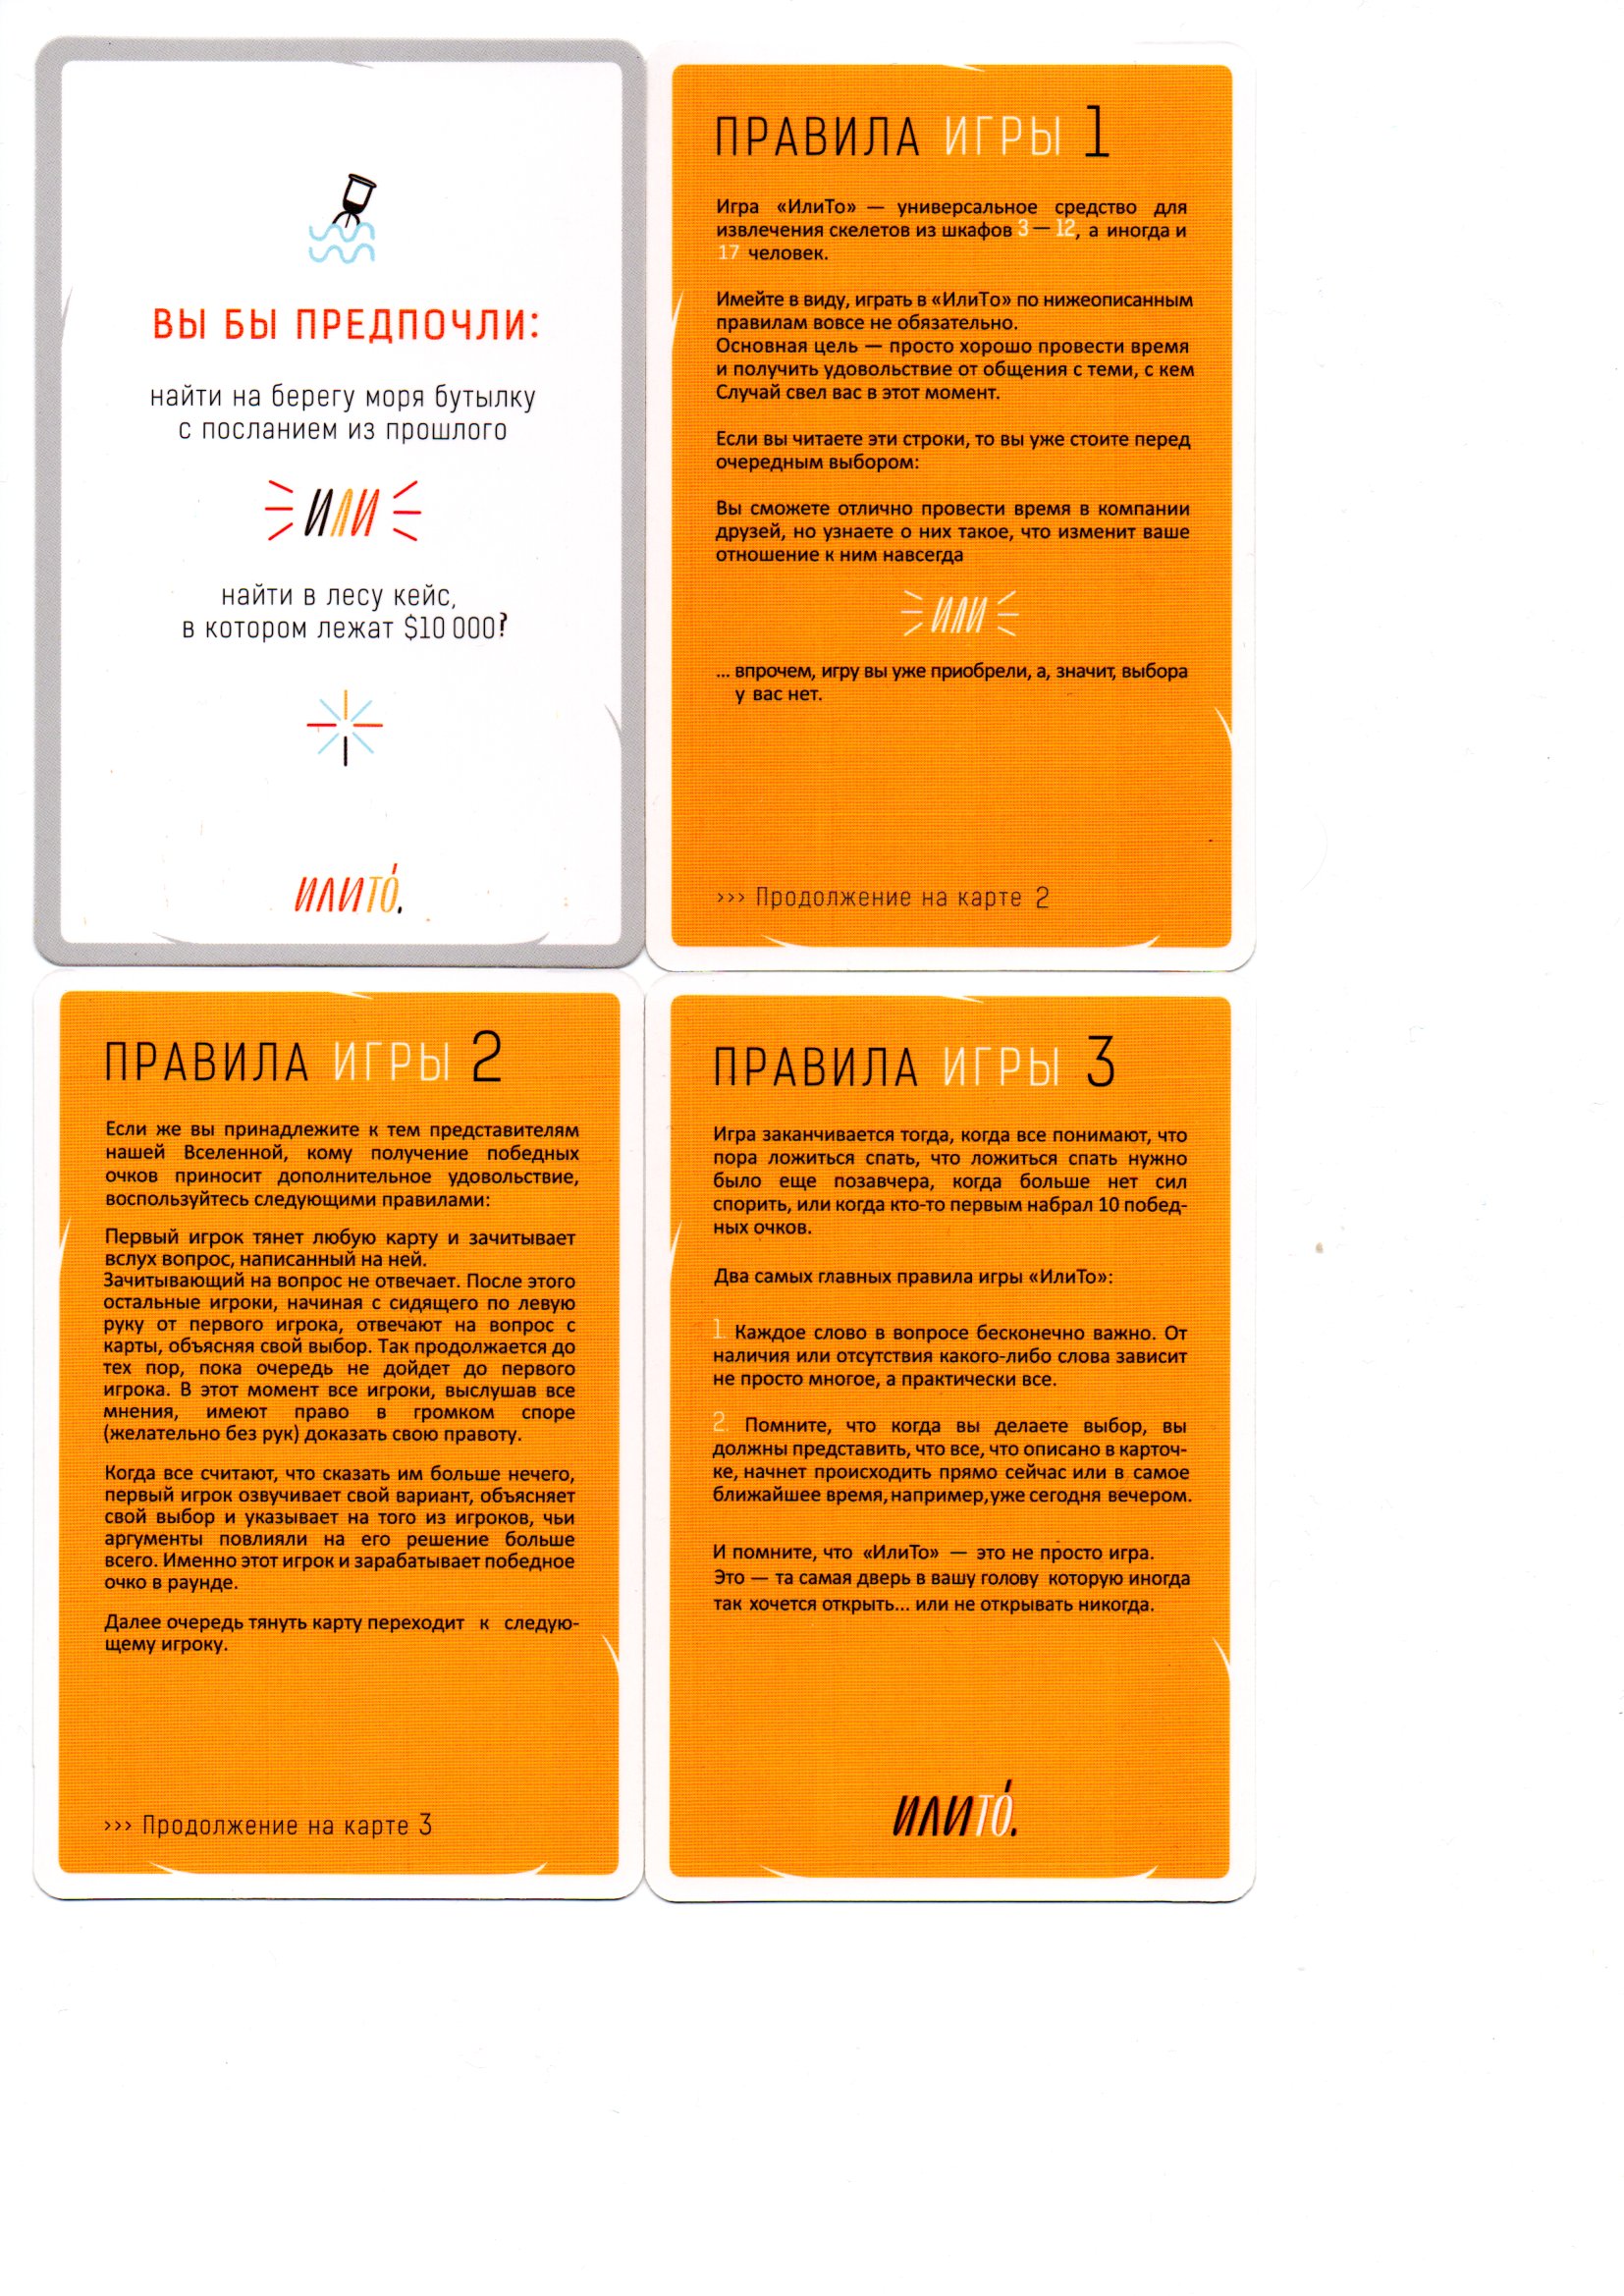 ВЫ БЫ ПРЕДПОЧЛИ:
найти на берегу моря бутылку
с посланием из прошлого
ИЛИ
найти в лесу кейс,
в котором лежат $10 000?
ИЛИТО́.
ПРАВИЛА ИГРЫ 1
Игра «ИлиТо» — универсальное средство для
извлечения скелетов из шкафов 3 — 12, а иногда и
17 человек.
Имейте в виду, играть в «ИлиТо» по нижеописанным
правилам вовсе не обязательно.
Основная цель — просто хорошо провести время
и получить удовольствие от общения с теми, с кем
Случай свел вас в этот момент.
Если вы читаете эти строки, то вы уже стоите перед
очередным выбором:
Вы сможете отлично провести время в компании
друзей, но узнаете о них такое, что изменит ваше
отношение к ним навсегда
ИЛИ
... впрочем, игру вы уже приобрели, а, значит, выбора
у вас нет.
>>> Продолжение на карте 2
ПРАВИЛА ИГРЫ 2
Если же вы принадлежите к тем представителям
нашей Вселенной, кому получение победных
очков приносит дополнительное удовольствие,
воспользуйтесь следующими правилами:
Первый игрок тянет любую карту и зачитывает
вслух вопрос, написанный на ней.
Зачитывающий на вопрос не отвечает. После этого
остальные игроки, начиная с сидящего по левую
руку от первого игрока, отвечают на вопрос с
карты, объясняя свой выбор. Так продолжается до
тех пор, пока очередь не дойдет до первого
игрока. В этот момент все игроки, выслушав все
мнения, имеют право в громком споре
(желательно без рук) доказать свою правоту.
Когда все считают, что сказать им больше нечего,
первый игрок озвучивает свой вариант, объясняет
свой выбор и указывает на того из игроков, чьи
аргументы повлияли на его решение больше
всего. Именно этот игрок и зарабатывает победное
очко в раунде.
Далее очередь тянуть карту переходит к следую-
щему игроку.
>>> Продолжение на карте 3
ПРАВИЛА ИГРЫ 3
Игра заканчивается тогда, когда все понимают, что
пора ложиться спать, что ложиться спать нужно
было еще позавчера, когда больше нет сил
спорить, или когда кто-то первым набрал 10 побед-
ных очков.
Два самых главных правила игры «ИлиТо»:
1. Каждое слово в вопросе бесконечно важно. От
наличия или отсутствия какого-либо слова зависит
не просто многое, а практически все.
2. Помните, что когда вы делаете выбор, вы
должны представить, что все, что описано в карточ-
ке, начнет происходить прямо сейчас или в самое
ближайшее время, например, уже сегодня вечером.
И помните, что «ИлиТо» — это не просто игра.
Это — та самая дверь в вашу голову которую иногда
так хочется открыть... или не открывать никогда.
ИЛИТО́.